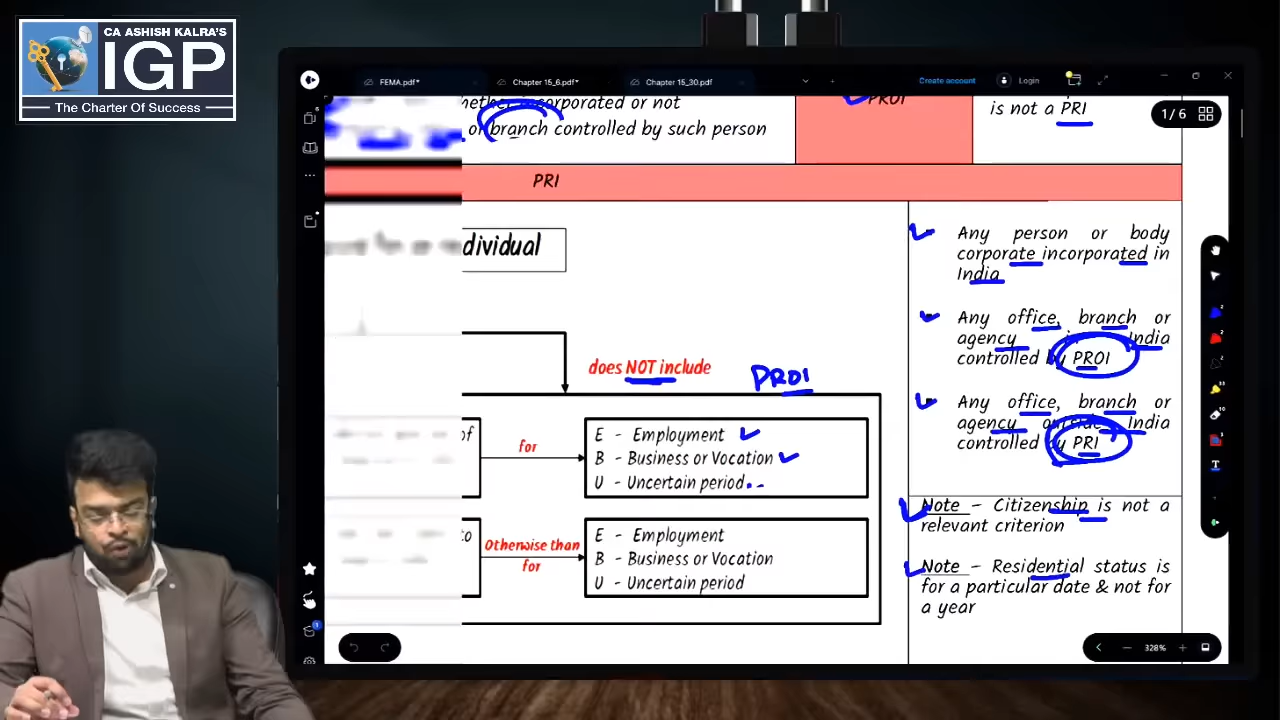 CA ASHISH KALRA'S
IGP
The Charter Of Success
FEMA.pdf*
Chapter 15_6.pdf*
Chapter 15_30.pdf
Create account
Login
1/6
or incorporated or not
or branch controlled by such person
PROI
is not a PRI
PRI
dividual
does NOT include
PROI
of
for
E - Employment
B - Business or Vocation
U - Uncertain period
to
Otherwise than
for
E - Employment
B - Business or Vocation
U - Uncertain period
Any person or body
corporate incorporated in
India
Any office, branch or
agency in India
controlled by PROI
Any office, branch or
agency outside India
controlled by PRI
Note - Citizenship is not a
relevant criterion
Note - Residential status is
for a particular date & not for
a year
328%